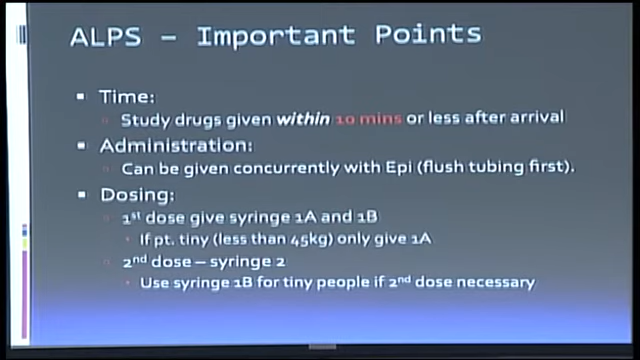 ALPS – Important Points
Time:
Study drugs given within 10 mins or less after arrival
Administration:
Can be given concurrently with Epi (flush tubing first).
Dosing:
1st dose give syringe 1A and 1B
If pt. tiny (less than 45kg) only give 1A
2nd dose – syringe 2
Use syringe 1B for tiny people if 2nd dose necessary